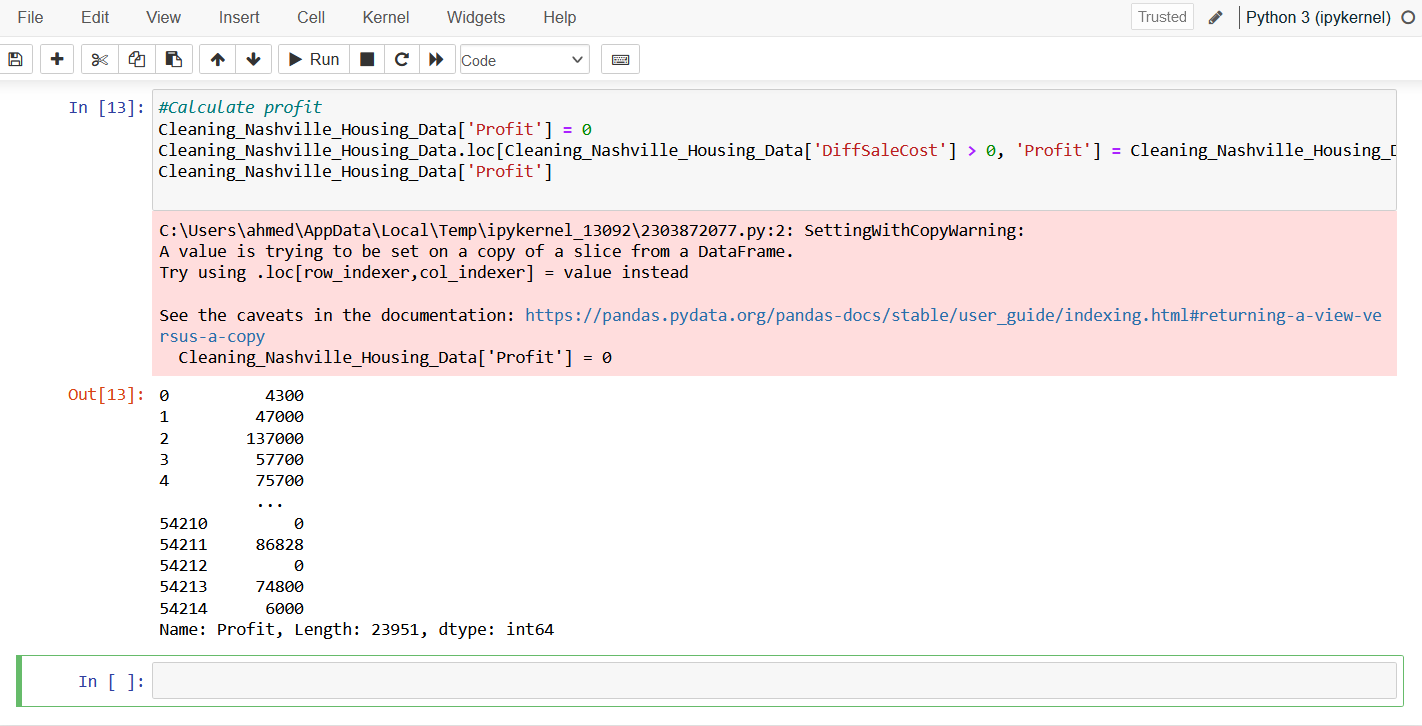 File Edit View Insert Cell Kernel Widgets Help Trusted Python 3 (ipykernel)
Run Code
In [13]: #Calculate profit
Cleaning_Nashville_Housing_Data['Profit'] = 0
Cleaning_Nashville_Housing_Data.loc[Cleaning_Nashville_Housing_Data['DiffSaleCost'] > 0, 'Profit'] = Cleaning_Nashville_Housing_
Cleaning_Nashville_Housing_Data['Profit']
C:\Users\ahmed\AppData\Local\Temp\ipykernel_13092\2303872077.py:2: SettingWithCopyWarning:
A value is trying to be set on a copy of a slice from a DataFrame.
Try using .loc[row_indexer,col_indexer] = value instead
See the caveats in the documentation: https://pandas.pydata.org/pandas-docs/stable/user_guide/indexing.html#returning-a-view-ve
rsus-a-copy
Cleaning_Nashville_Housing_Data['Profit'] = 0
Out[13]: 0 4300
1 47000
2 137000
3 57700
4 75700
...
54210 0
54211 86828
54212 0
54213 74800
54214 6000
Name: Profit, Length: 23951, dtype: int64
In [ ]: